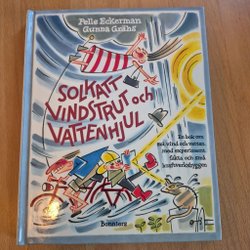 Pelle Eckerman
Gunna Grähs
SOLKATT
VINDSTRUT och
VATTENHJUL
En bok om
sol, vind och vatten
med experiment
fakta och små
kraftverksbyggen
Bonniers